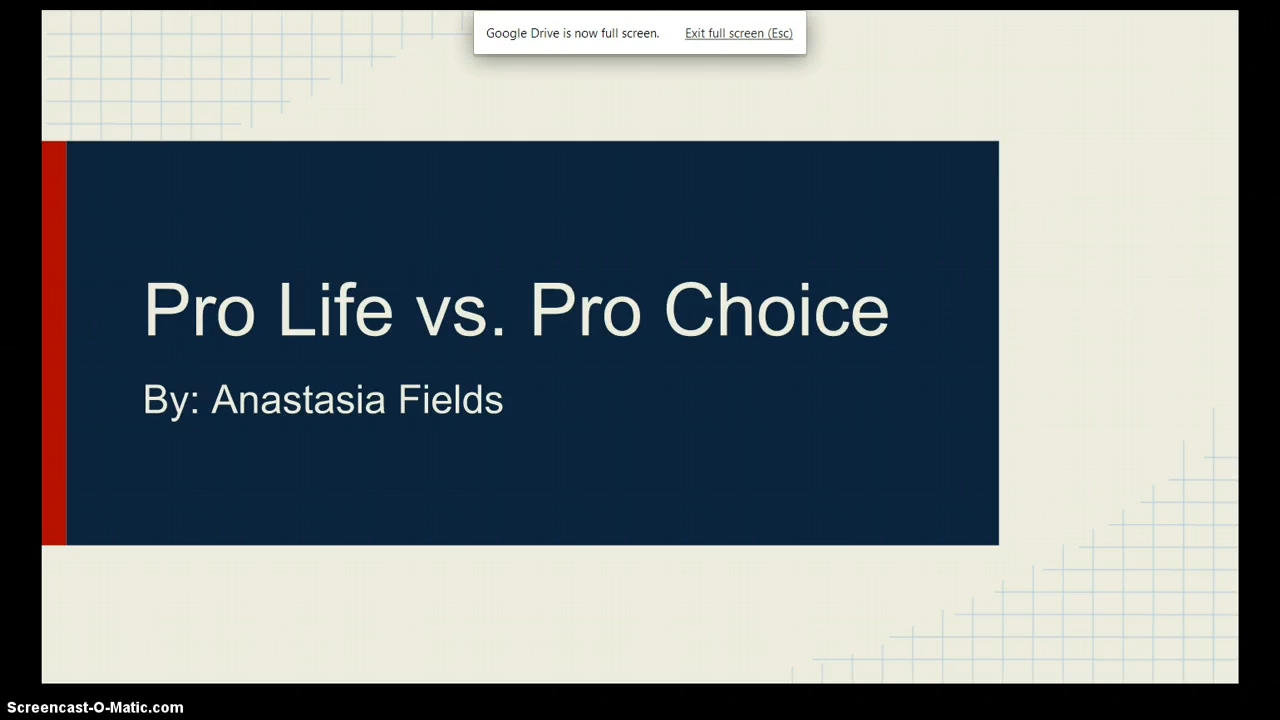 Google Drive is now full screen. Exit full screen (Esc)
Pro Life vs. Pro Choice
By: Anastasia Fields
Screencast-O-Matic.com